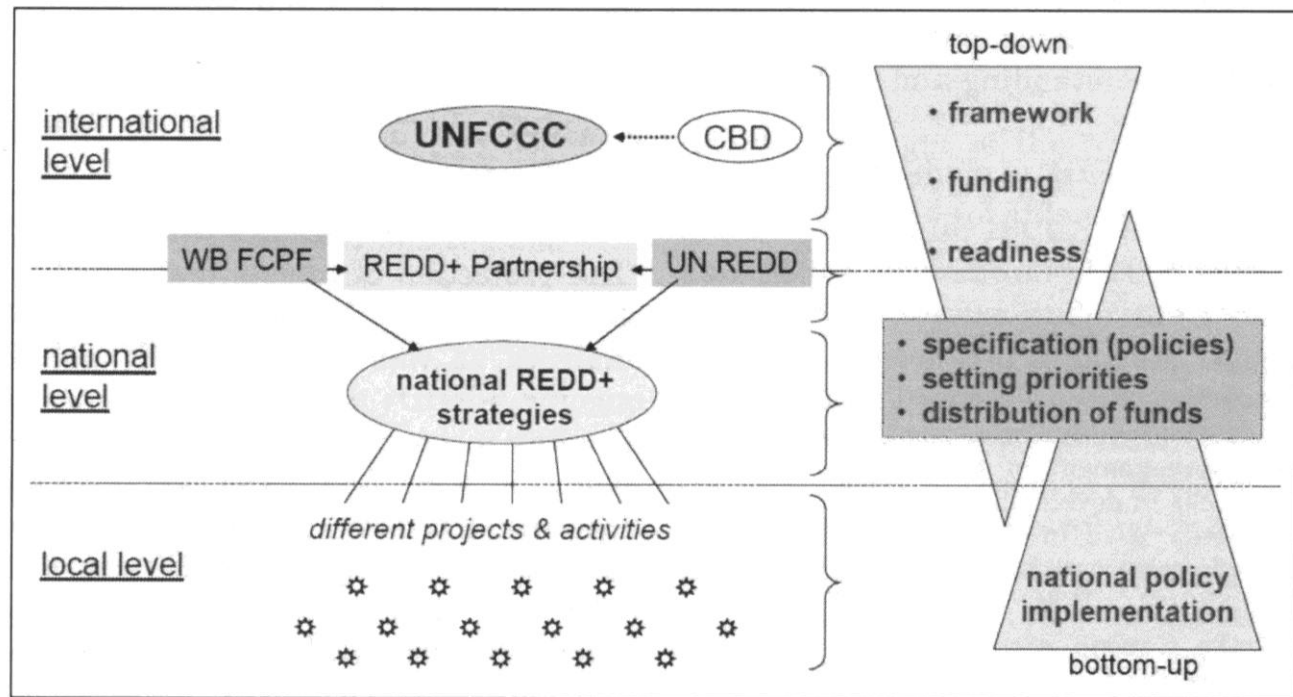 top-down
international
level
UNFCCC
CBD
• framework
• funding
• readiness
WB FCPF
REDD+ Partnership
UN REDD
national
level
national REDD+
strategies
• specification (policies)
• setting priorities
• distribution of funds
different projects & activities
local level
national policy
implementation
bottom-up